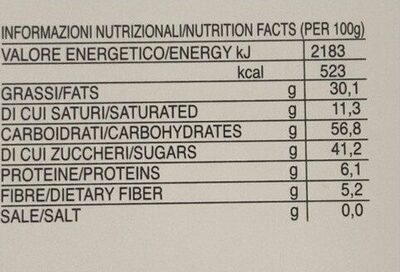 INFORMAZIONI NUTRIZIONALI/NUTRITION FACTS (PER 100g)
VALORE ENERGETICO/ENERGY kJ 2183
kcal 523
GRASSI/FATS g 30,1
DI CUI SATURI/SATURATED g 11,3
CARBOIDRATI/CARBOHYDRATES g 56,8
DI CUI ZUCCHERI/SUGARS g 41,2
PROTEINE/PROTEINS g 6,1
FIBRE/DIETARY FIBER g 5,2
SALE/SALT g 0,0